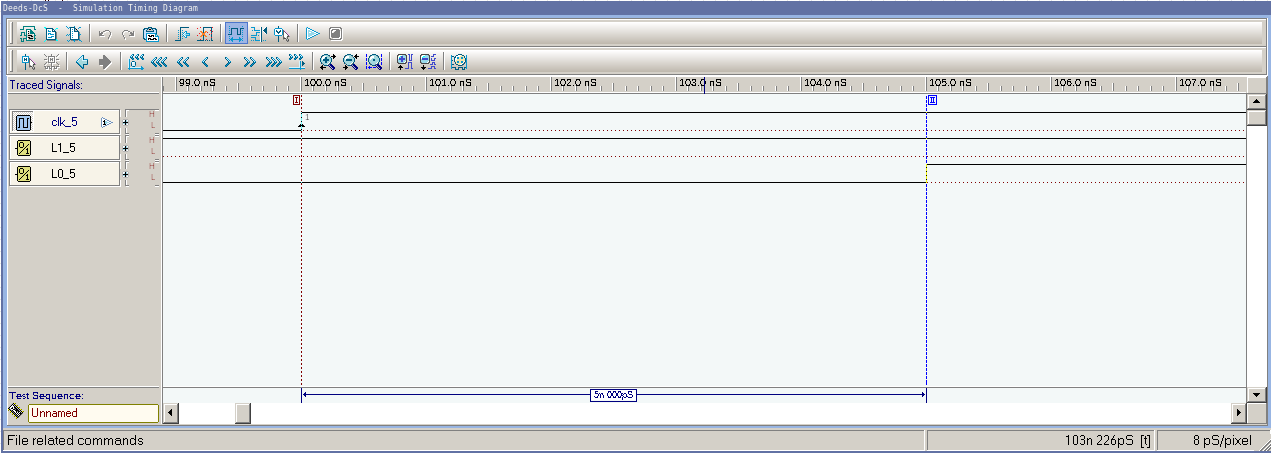 Deeds-DcS - Simulation Timing Diagram
Traced Signals:
99.0 nS 100.0 nS 101.0 nS 102.0 nS 103.0 nS 104.0 nS 105.0 nS 106.0 nS 107.0 nS
I II
clk_5 H L 1
L1_5 H L
L0_5 H L
Test Sequence: 5n 000pS
Unnamed
File related commands 103n 226pS [t] 8 pS/pixel